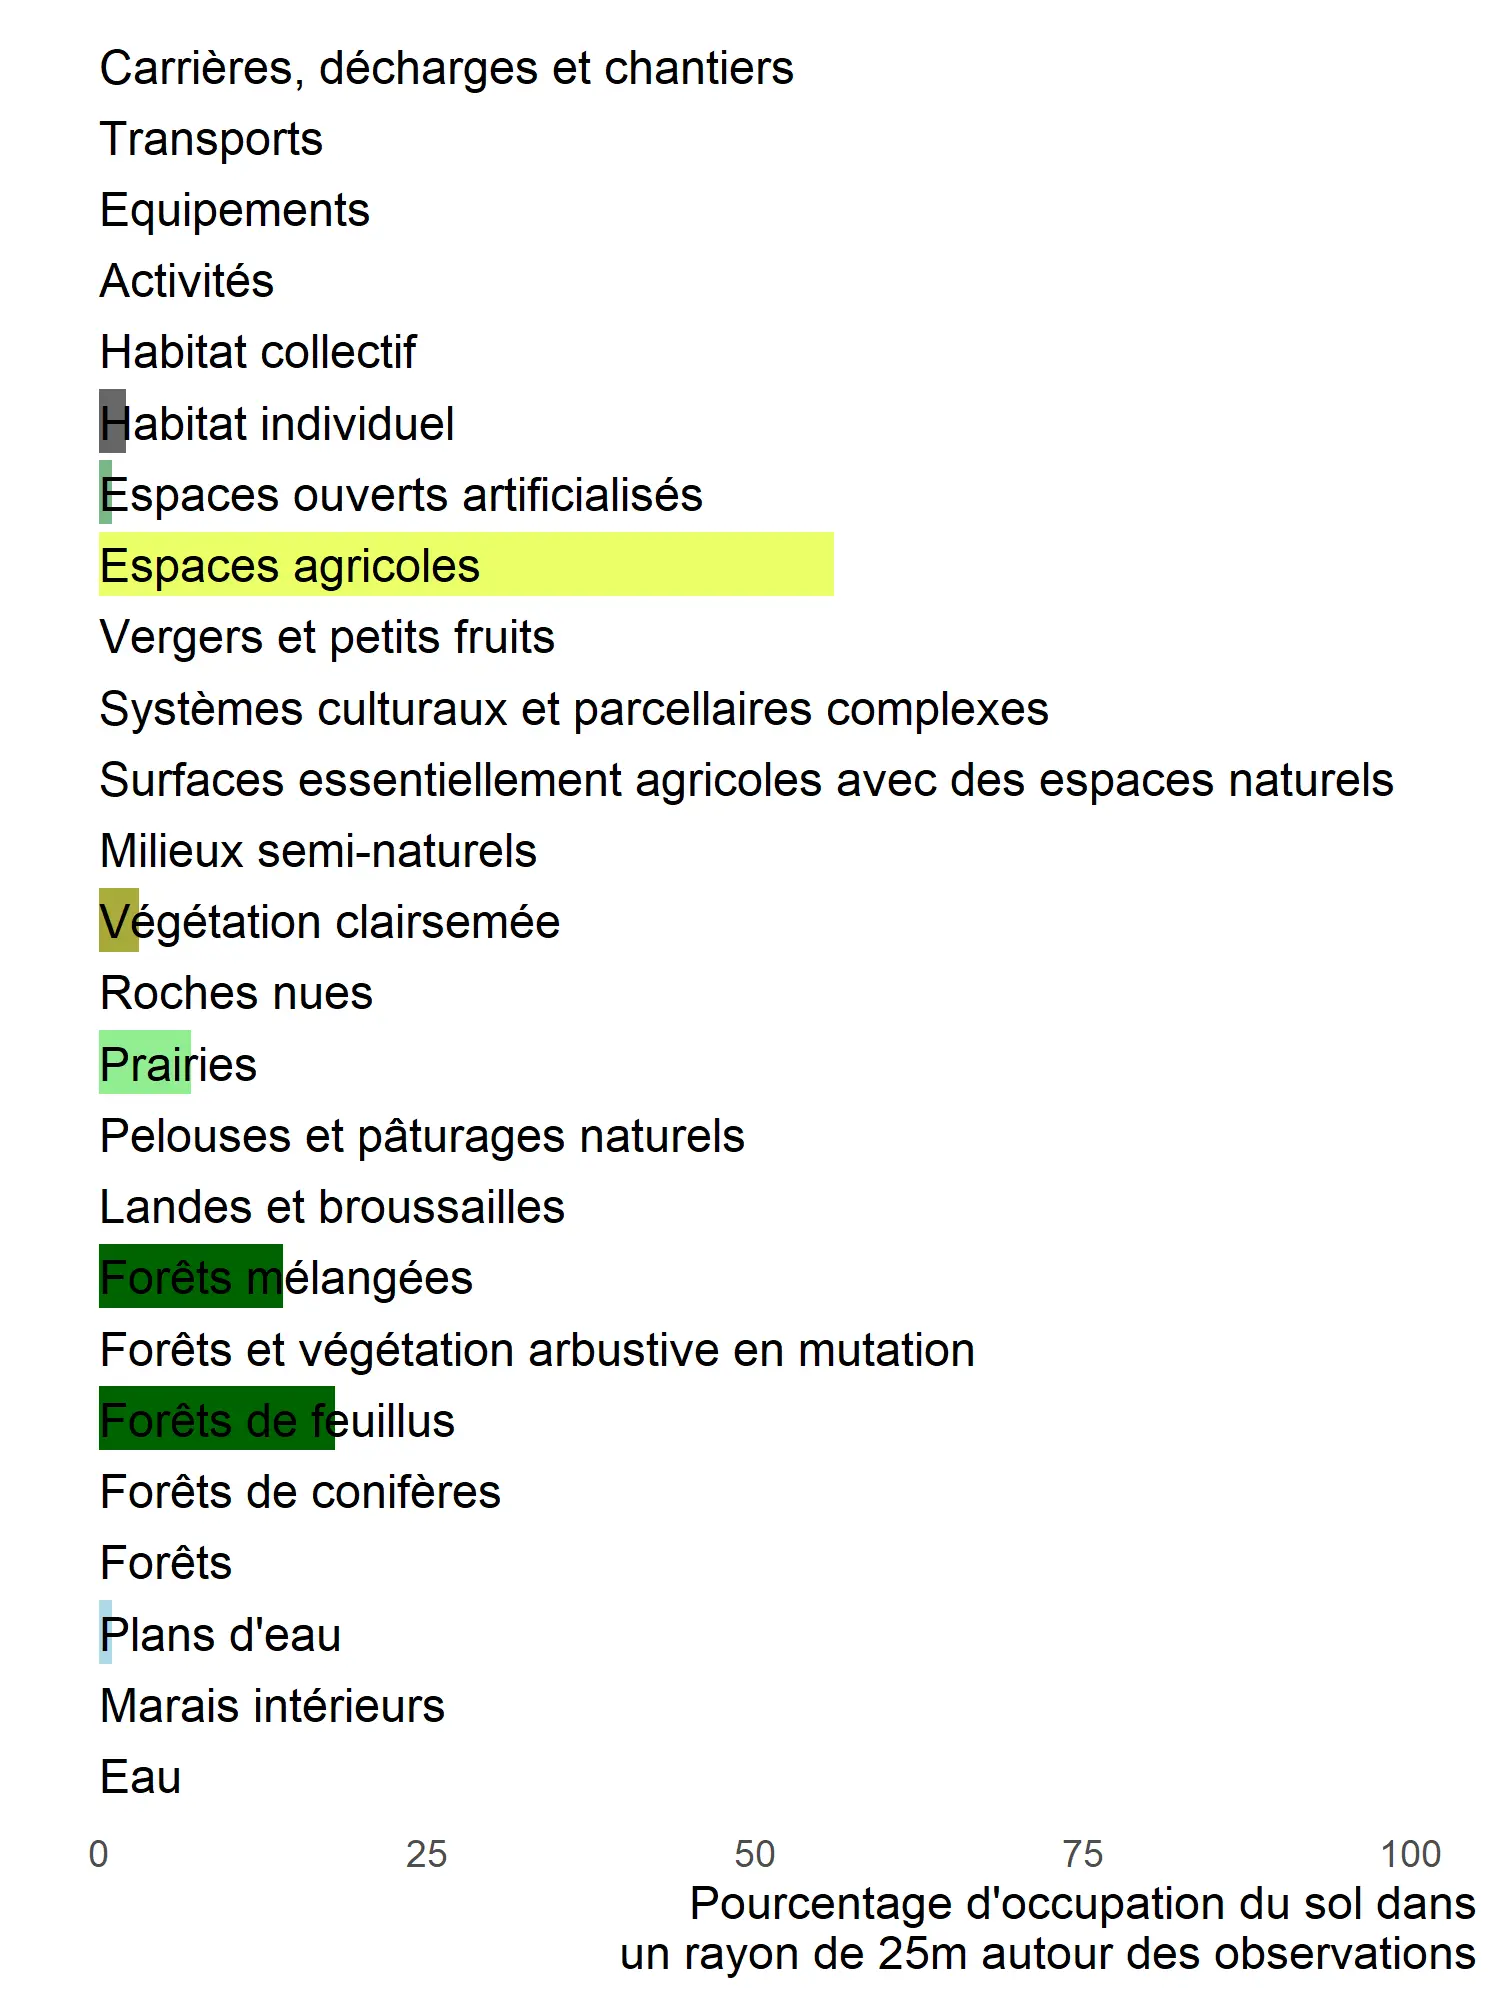 Carrières, décharges et chantiers
Transports
Equipements
Activités
Habitat collectif
Habitat individuel
Espaces ouverts artificialisés
Espaces agricoles
Vergers et petits fruits
Systèmes culturaux et parcellaires complexes
Surfaces essentiellement agricoles avec des espaces naturels
Milieux semi-naturels
Végétation clairsemée
Roches nues
Prairies
Pelouses et pâturages naturels
Landes et broussailles
Forêts mélangées
Forêts et végétation arbustive en mutation
Forêts de feuillus
Forêts de conifères
Forêts
Plans d'eau
Marais intérieurs
Eau
0 25 50 75 100
Pourcentage d'occupation du sol dans
un rayon de 25m autour des observations